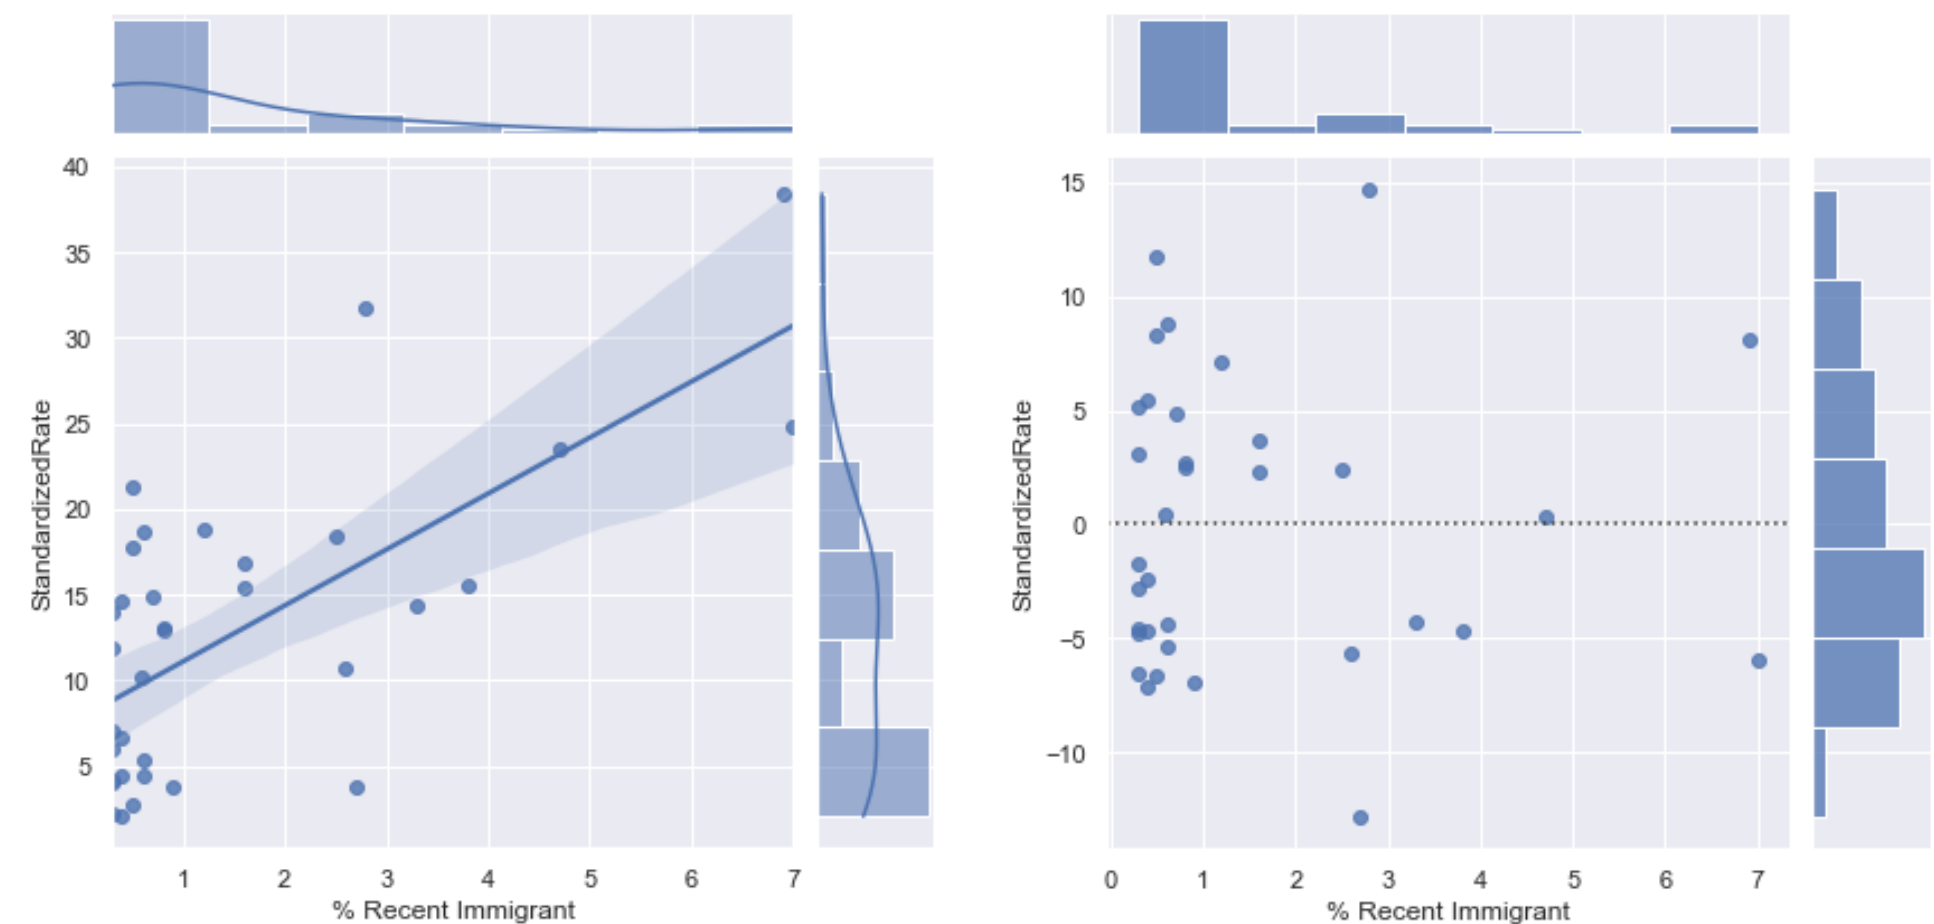 40
35
30
25
20
15
10
5
StandardizedRate
1 2 3 4 5 6 7
% Recent Immigrant
15
10
5
0
−5
−10
StandardizedRate
0 1 2 3 4 5 6 7
% Recent Immigrant